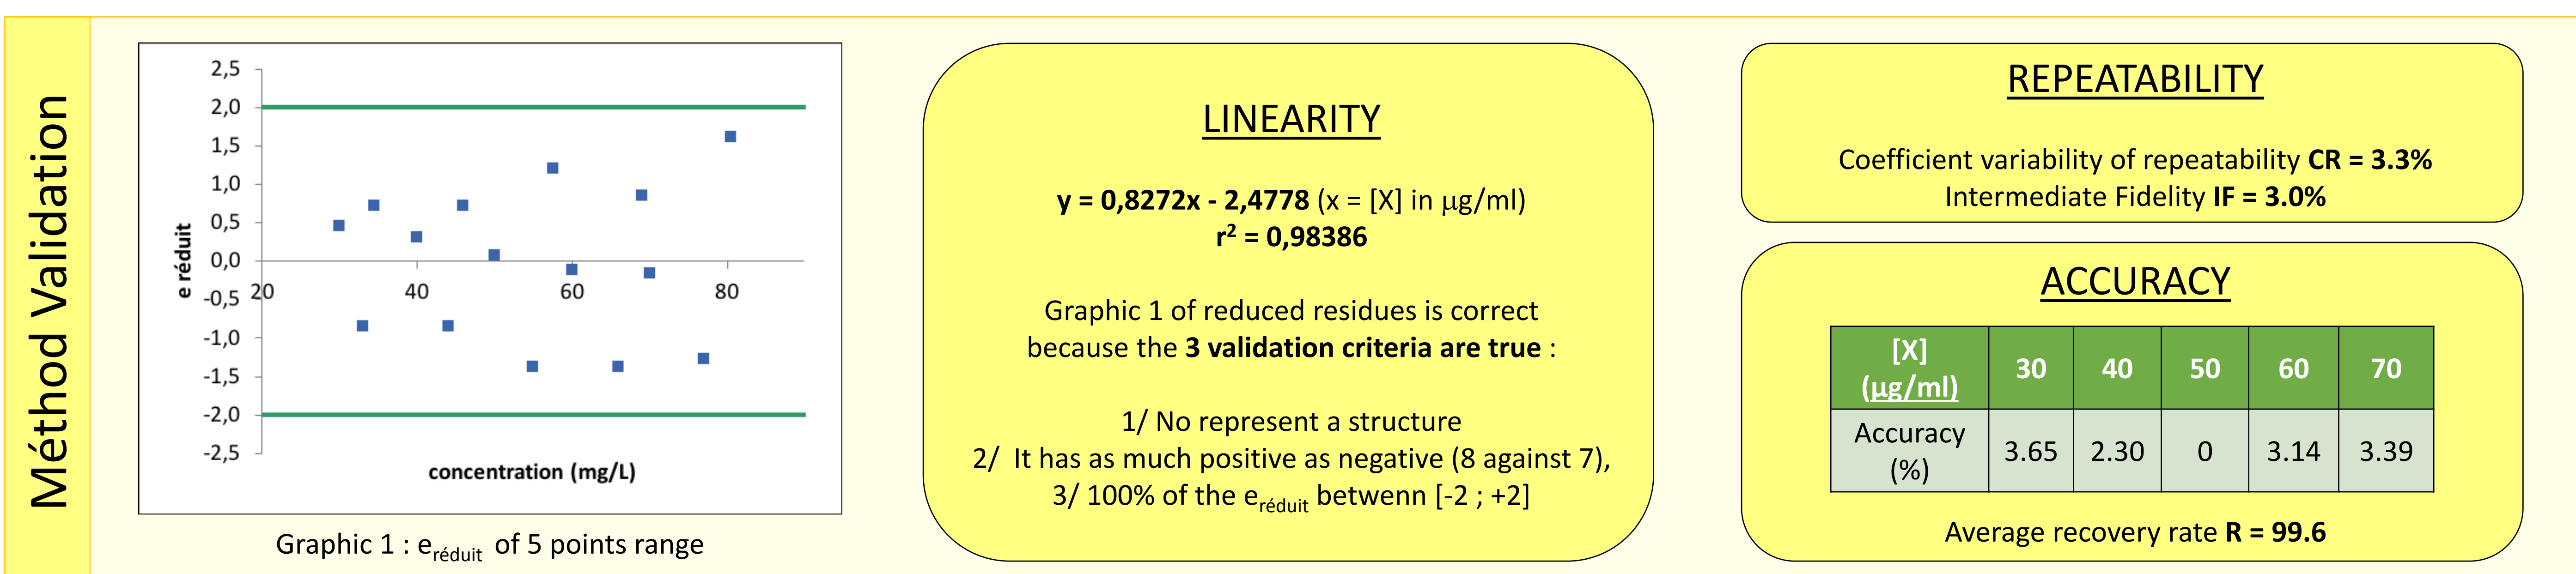 Méthod Validation
2,5
2,0
1,5
1,0
0,5
0,0
-0,5
-1,0
-1,5
-2,0
-2,5
20 40 60 80
e réduit
concentration (mg/L)
Graphic 1 : eréduit of 5 points range
LINEARITY
y = 0,8272x - 2,4778 (x = [X] in µg/ml)
r² = 0,98386
Graphic 1 of reduced residues is correct
because the 3 validation criteria are true :
1/ No represent a structure
2/ It has as much positive as negative (8 against 7),
3/ 100% of the eréduit betwenn [-2 ; +2]
REPEATABILITY
Coefficient variability of repeatability CR = 3.3%
Intermediate Fidelity IF = 3.0%
ACCURACY
[X]
(µg/ml) 30 40 50 60 70
Accuracy
(%) 3.65 2.30 0 3.14 3.39
Average recovery rate R = 99.6